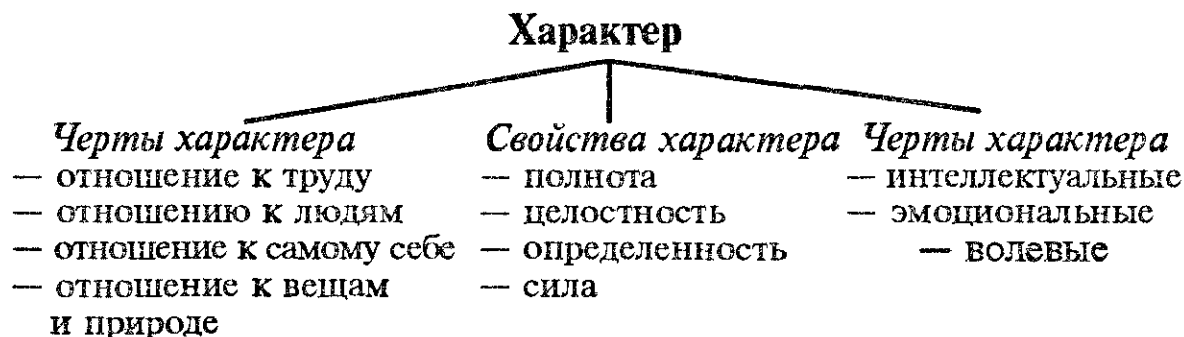 Характер
Черты характера
— отношение к труду
— отношению к людям
— отношение к самому себе
— отношение к вещам
и природе
Свойства характера
— полнота
— целостность
— определенность
— сила
Черты характера
— интеллектуальные
— эмоциональные
— волевые